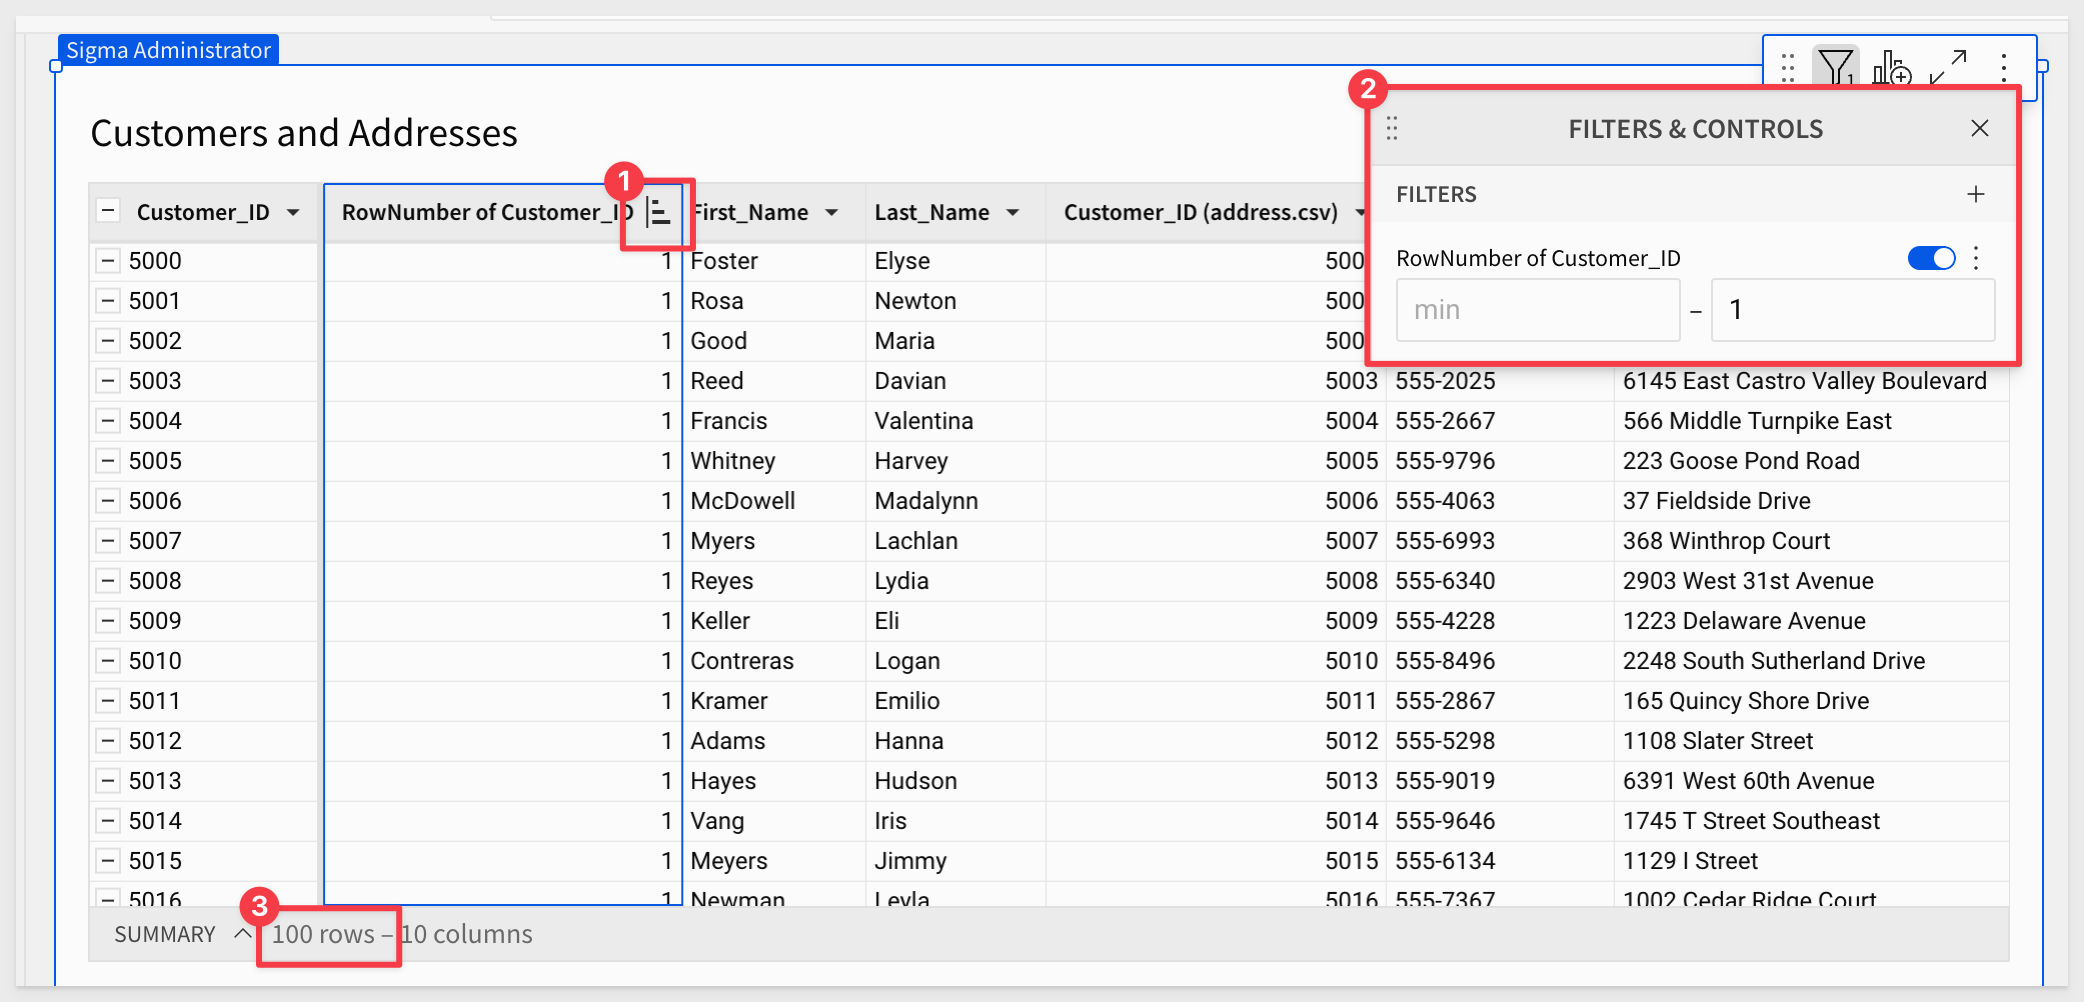 Sigma Administrator
1
2
FILTERS & CONTROLS
Customers and Addresses
1
FILTERS
Customer_ID RowNumber of Customer_ID First_Name Last_Name Customer_ID (address.csv)
RowNumber of Customer_ID
min – 1
5000 1 Foster Elyse 500
5001 1 Rosa Newton 500
5002 1 Good Maria 500
5003 1 Reed Davian 5003 555-2025 6145 East Castro Valley Boulevard
5004 1 Francis Valentina 5004 555-2667 566 Middle Turnpike East
5005 1 Whitney Harvey 5005 555-9796 223 Goose Pond Road
5006 1 McDowell Madalynn 5006 555-4063 37 Fieldside Drive
5007 1 Myers Lachlan 5007 555-6993 368 Winthrop Court
5008 1 Reyes Lydia 5008 555-6340 2903 West 31st Avenue
5009 1 Keller Eli 5009 555-4228 1223 Delaware Avenue
5010 1 Contreras Logan 5010 555-8496 2248 South Sutherland Drive
5011 1 Kramer Emilio 5011 555-2867 165 Quincy Shore Drive
5012 1 Adams Hanna 5012 555-5298 1108 Slater Street
5013 1 Hayes Hudson 5013 555-9019 6391 West 60th Avenue
5014 1 Vang Iris 5014 555-9646 1745 T Street Southeast
5015 1 Meyers Jimmy 5015 555-6134 1129 I Street
5016 1 Newman Leyla 5016 555-7367 1002 Cedar Ridge Court
3
SUMMARY 100 rows – 10 columns